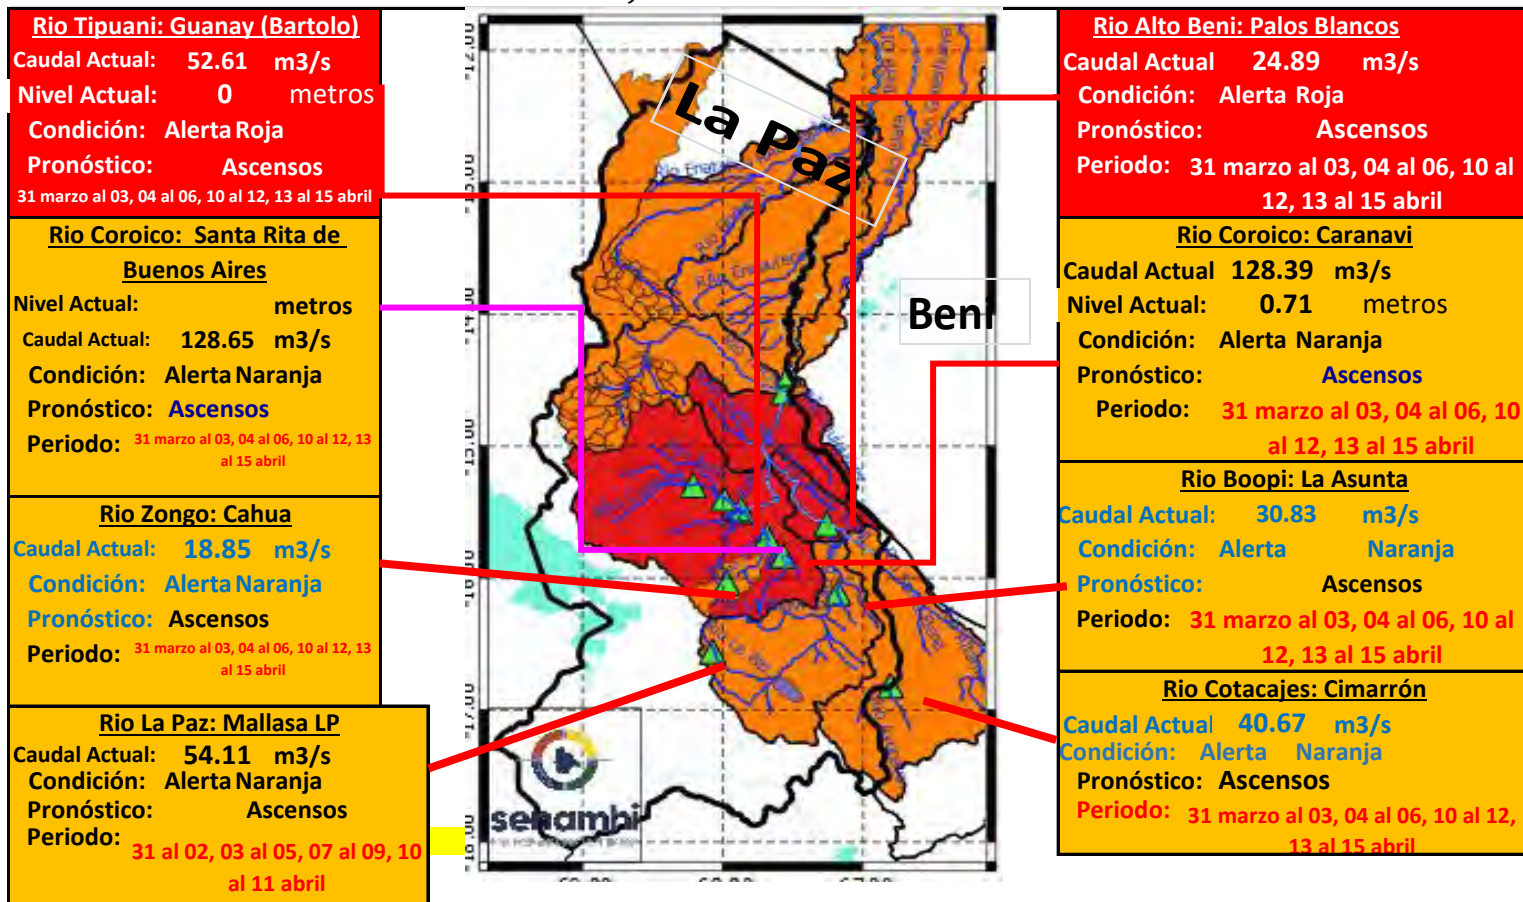 Rio Tipuani: Guanay (Bartolo)
Caudal Actual: 52.61 m3/s
Nivel Actual: 0 metros
Condición: Alerta Roja
Pronóstico: Ascensos
31 marzo al 03, 04 al 06, 10 al 12, 13 al 15 abril
Rio Coroico: Santa Rita de
Buenos Aires
Nivel Actual: metros
Caudal Actual: 128.65 m3/s
Condición: Alerta Naranja
Pronóstico: Ascensos
Periodo: 31 marzo al 03, 04 al 06, 10 al 12, 13
al 15 abril
Rio Zongo: Cahua
Caudal Actual: 18.85 m3/s
Condición: Alerta Naranja
Pronóstico: Ascensos
Periodo: 31 marzo al 03, 04 al 06, 10 al 12, 13
al 15 abril
Rio La Paz: Mallasa LP
Caudal Actual: 54.11 m3/s
Condición: Alerta Naranja
Pronóstico: Ascensos
Periodo:
31 al 02, 03 al 05, 07 al 09, 10
al 11 abril
La Paz
Beni
-12.00
-13.00
-15.00
-16.00
-17.00
-18.00
senamhi
Rio Alto Beni: Palos Blancos
Caudal Actual 24.89 m3/s
Condición: Alerta Roja
Pronóstico: Ascensos
Periodo: 31 marzo al 03, 04 al 06, 10 al
12, 13 al 15 abril
Rio Coroico: Caranavi
Caudal Actual 128.39 m3/s
Nivel Actual: 0.71 metros
Condición: Alerta Naranja
Pronóstico: Ascensos
Periodo: 31 marzo al 03, 04 al 06, 10
al 12, 13 al 15 abril
Rio Boopi: La Asunta
Caudal Actual: 30.83 m3/s
Condición: Alerta Naranja
Pronóstico: Ascensos
Periodo: 31 marzo al 03, 04 al 06, 10 al
12, 13 al 15 abril
Rio Cotacajes: Cimarrón
Caudal Actual 40.67 m3/s
Condición: Alerta Naranja
Pronóstico: Ascensos
Periodo: 31 marzo al 03, 04 al 06, 10 al 12,
13 al 15 abril